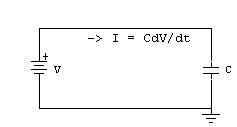 -> I = CdV/dt
+
V
C